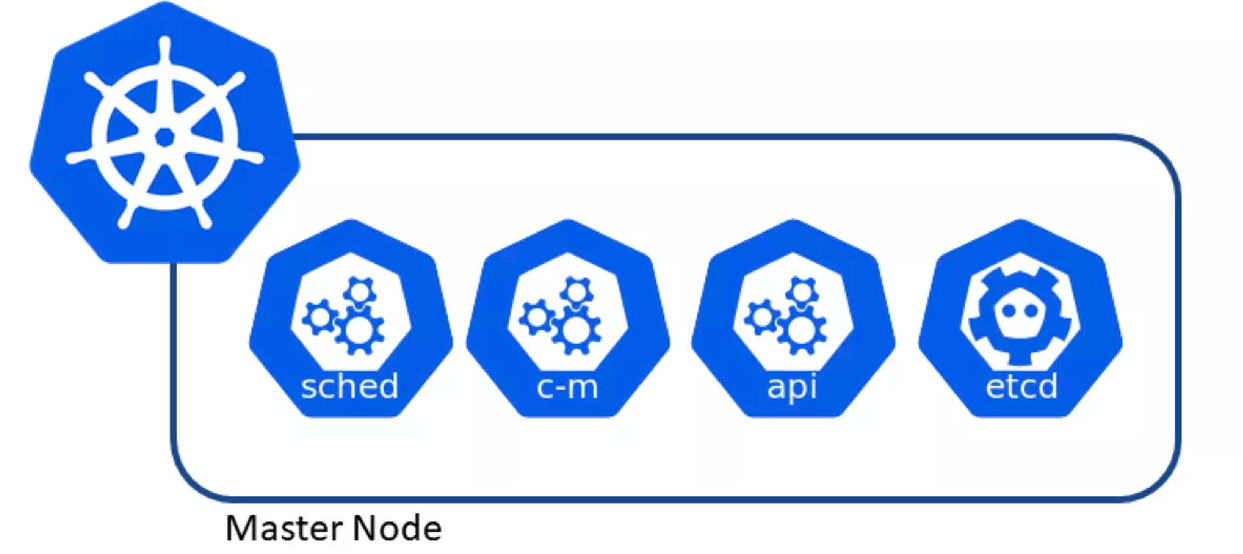 sched
c-m
api
etcd
Master Node